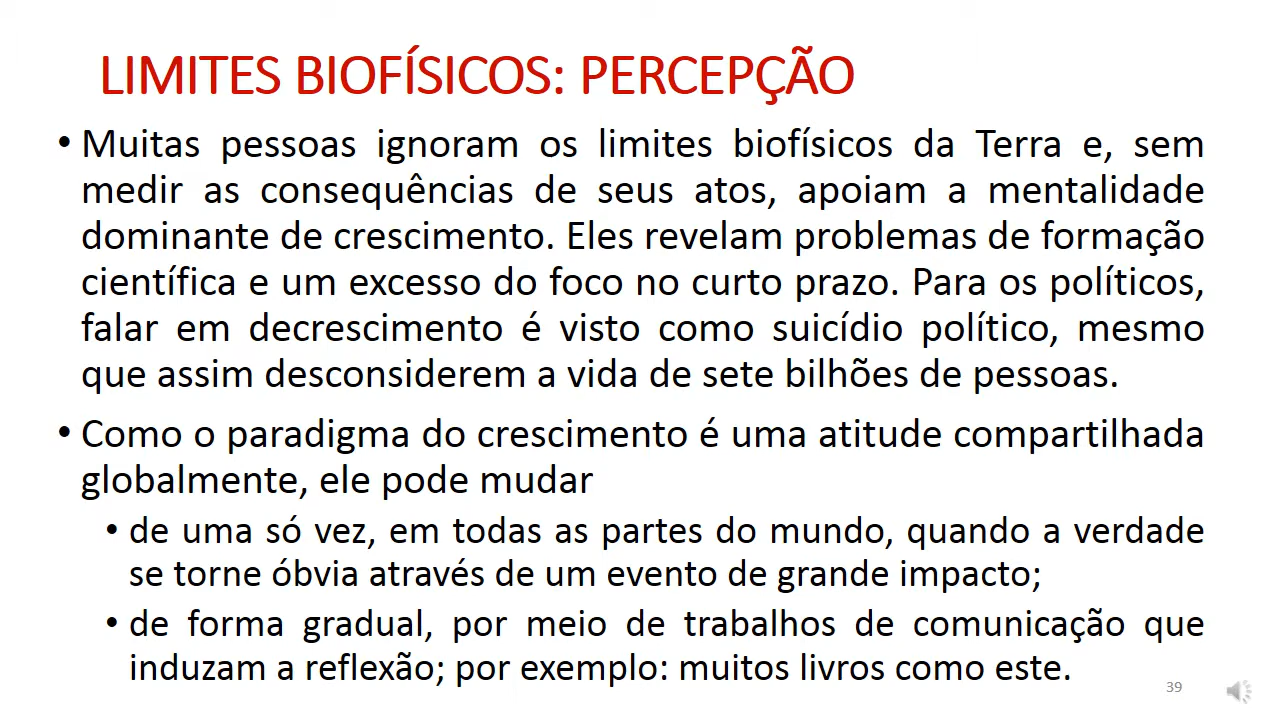 LIMITES BIOFÍSICOS: PERCEPÇÃO
• Muitas pessoas ignoram os limites biofísicos da Terra e, sem
medir as consequências de seus atos, apoiam a mentalidade
dominante de crescimento. Eles revelam problemas de formação
científica e um excesso do foco no curto prazo. Para os políticos,
falar em decrescimento é visto como suicídio político, mesmo
que assim desconsiderem a vida de sete bilhões de pessoas.
• Como o paradigma do crescimento é uma atitude compartilhada
globalmente, ele pode mudar
• de uma só vez, em todas as partes do mundo, quando a verdade
se torne óbvia através de um evento de grande impacto;
• de forma gradual, por meio de trabalhos de comunicação que
induzam a reflexão; por exemplo: muitos livros como este.
39